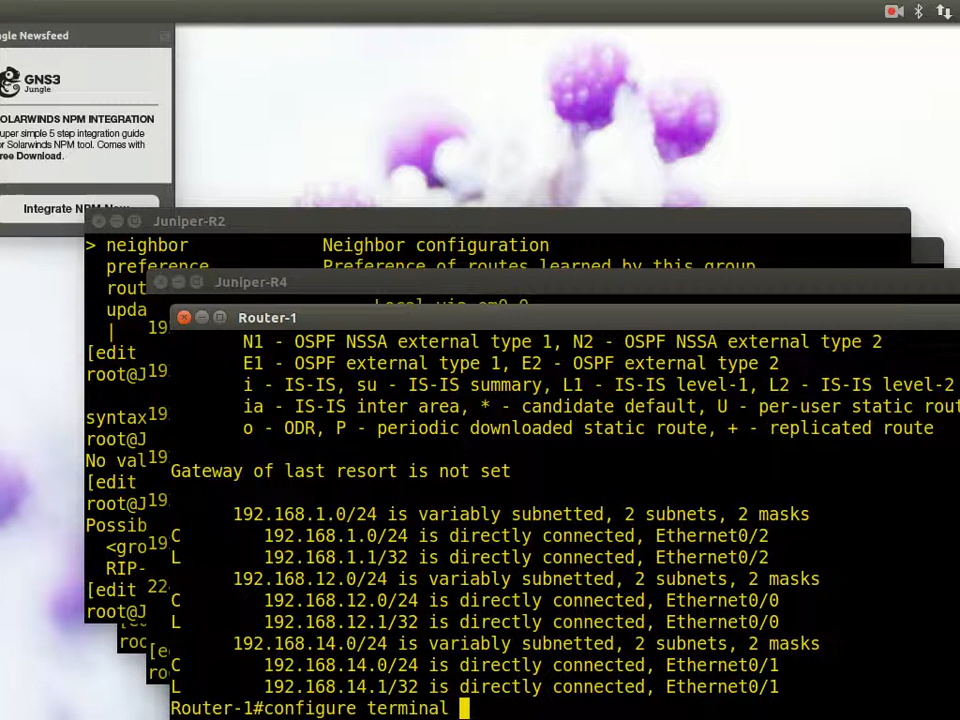 gle Newsfeed
GNS3
Jungle
OLARWINDS NPM INTEGRATION
uper simple 5 step integration guide
or Solarwinds NPM tool. Comes with
ree Download.
Integrate NPM Now
Juniper-R2
> neighbor Neighbor configuration
preference Preference of routes learned by this group
rout
upda
|
[edit
root@J
syntax
root@J
No val
[edit
root@J
Possib
<gro
RIP-
[edit
root@J
Juniper-R4
Local via em0.0
19
19
19
19
19
19
22
[e
ro
Router-1
N1 - OSPF NSSA external type 1, N2 - OSPF NSSA external type 2
E1 - OSPF external type 1, E2 - OSPF external type 2
i - IS-IS, su - IS-IS summary, L1 - IS-IS level-1, L2 - IS-IS level-2
ia - IS-IS inter area, * - candidate default, U - per-user static rout
o - ODR, P - periodic downloaded static route, + - replicated route
Gateway of last resort is not set
192.168.1.0/24 is variably subnetted, 2 subnets, 2 masks
C 192.168.1.0/24 is directly connected, Ethernet0/2
L 192.168.1.1/32 is directly connected, Ethernet0/2
192.168.12.0/24 is variably subnetted, 2 subnets, 2 masks
C 192.168.12.0/24 is directly connected, Ethernet0/0
L 192.168.12.1/32 is directly connected, Ethernet0/0
192.168.14.0/24 is variably subnetted, 2 subnets, 2 masks
C 192.168.14.0/24 is directly connected, Ethernet0/1
L 192.168.14.1/32 is directly connected, Ethernet0/1
Router-1#configure terminal